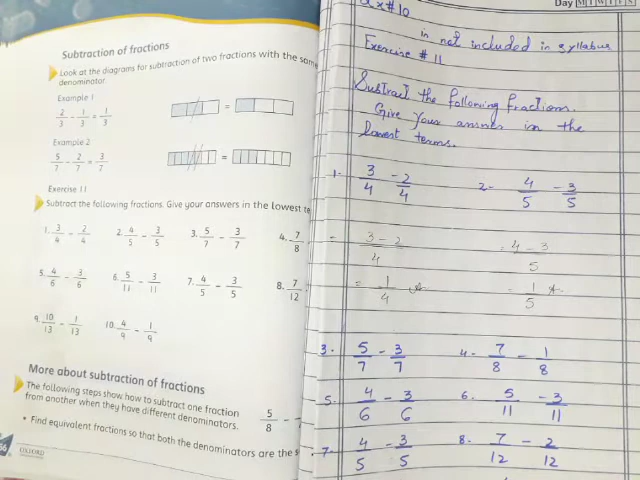 Subtraction of fractions
Look at the diagrams for subtraction of two fractions with the same
denominator.
Example 1
2/3 - 1/3 = 1/3
=
Example 2
5/7 - 2/7 = 3/7
=
Exercise 11
Subtract the following fractions. Give your answers in the lowest te
1. 3/4 - 2/4 2. 4/5 - 3/5 3. 5/7 - 3/7 4. 7/8
5. 4/6 - 3/6 6. 5/11 - 3/11 7. 4/5 - 3/5 8. 7/12
9. 10/13 - 1/13 10. 4/9 - 1/9
More about subtraction of fractions
The following steps show how to subtract one fraction
from another when they have different denominators.
5/8 -
• Find equivalent fractions so that both the denominators are the s
66
OXFORD
Day M T W T F S
Ex # 10
in not included in syllabus
Exercise # 11
Subtract the following fractions.
Give your answer in the
lowest terms.
1. 3/4 - 2/4 2. 4/5 - 3/5
= 3 - 2/4 = 4 - 3/5
= 1/4 = 1/5
3. 5/7 - 3/7 4. 7/8 - 1/8
5. 4/6 - 3/6 6. 5/11 - 3/11
7. 4/5 - 3/5 8. 7/12 - 2/12